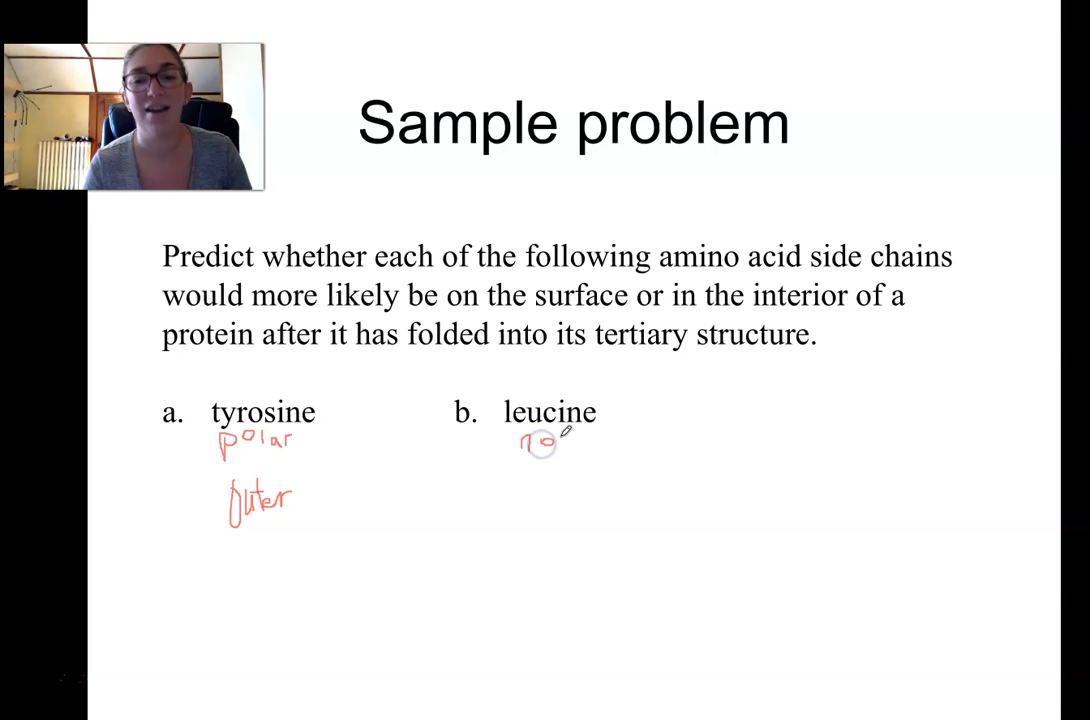 Sample problem
Predict whether each of the following amino acid side chains
would more likely be on the surface or in the interior of a
protein after it has folded into its tertiary structure.
a. tyrosine b. leucine
polar no
outer